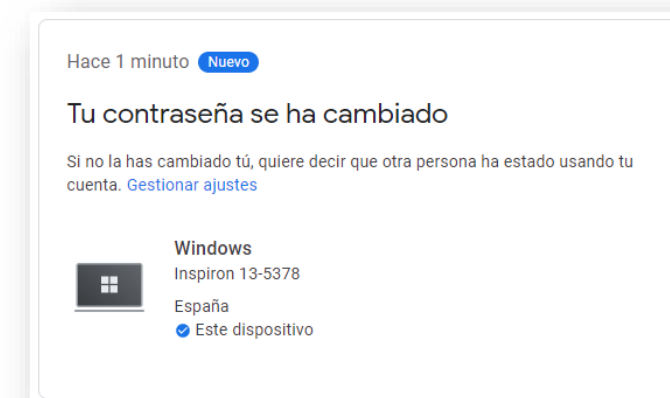 Hace 1 minuto Nuevo
Tu contraseña se ha cambiado
Si no la has cambiado tú, quiere decir que otra persona ha estado usando tu
cuenta. Gestionar ajustes
Windows
Inspiron 13-5378
España
Este dispositivo